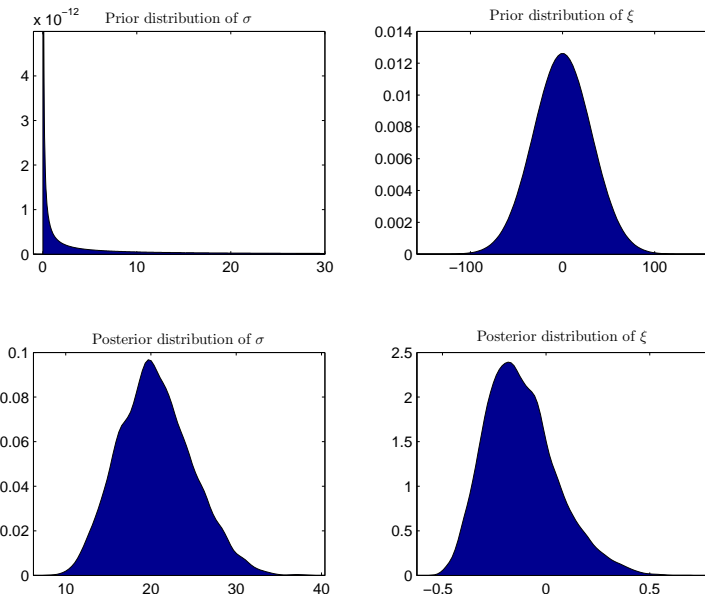 x 10−12
Prior distribution of σ
4
3
2
1
0
0 10 20 30
Prior distribution of ξ
0.014
0.012
0.01
0.008
0.006
0.004
0.002
0
−100 0 100
Posterior distribution of σ
0.1
0.08
0.06
0.04
0.02
0
10 20 30 40
Posterior distribution of ξ
2.5
2
1.5
1
0.5
0
−0.5 0 0.5